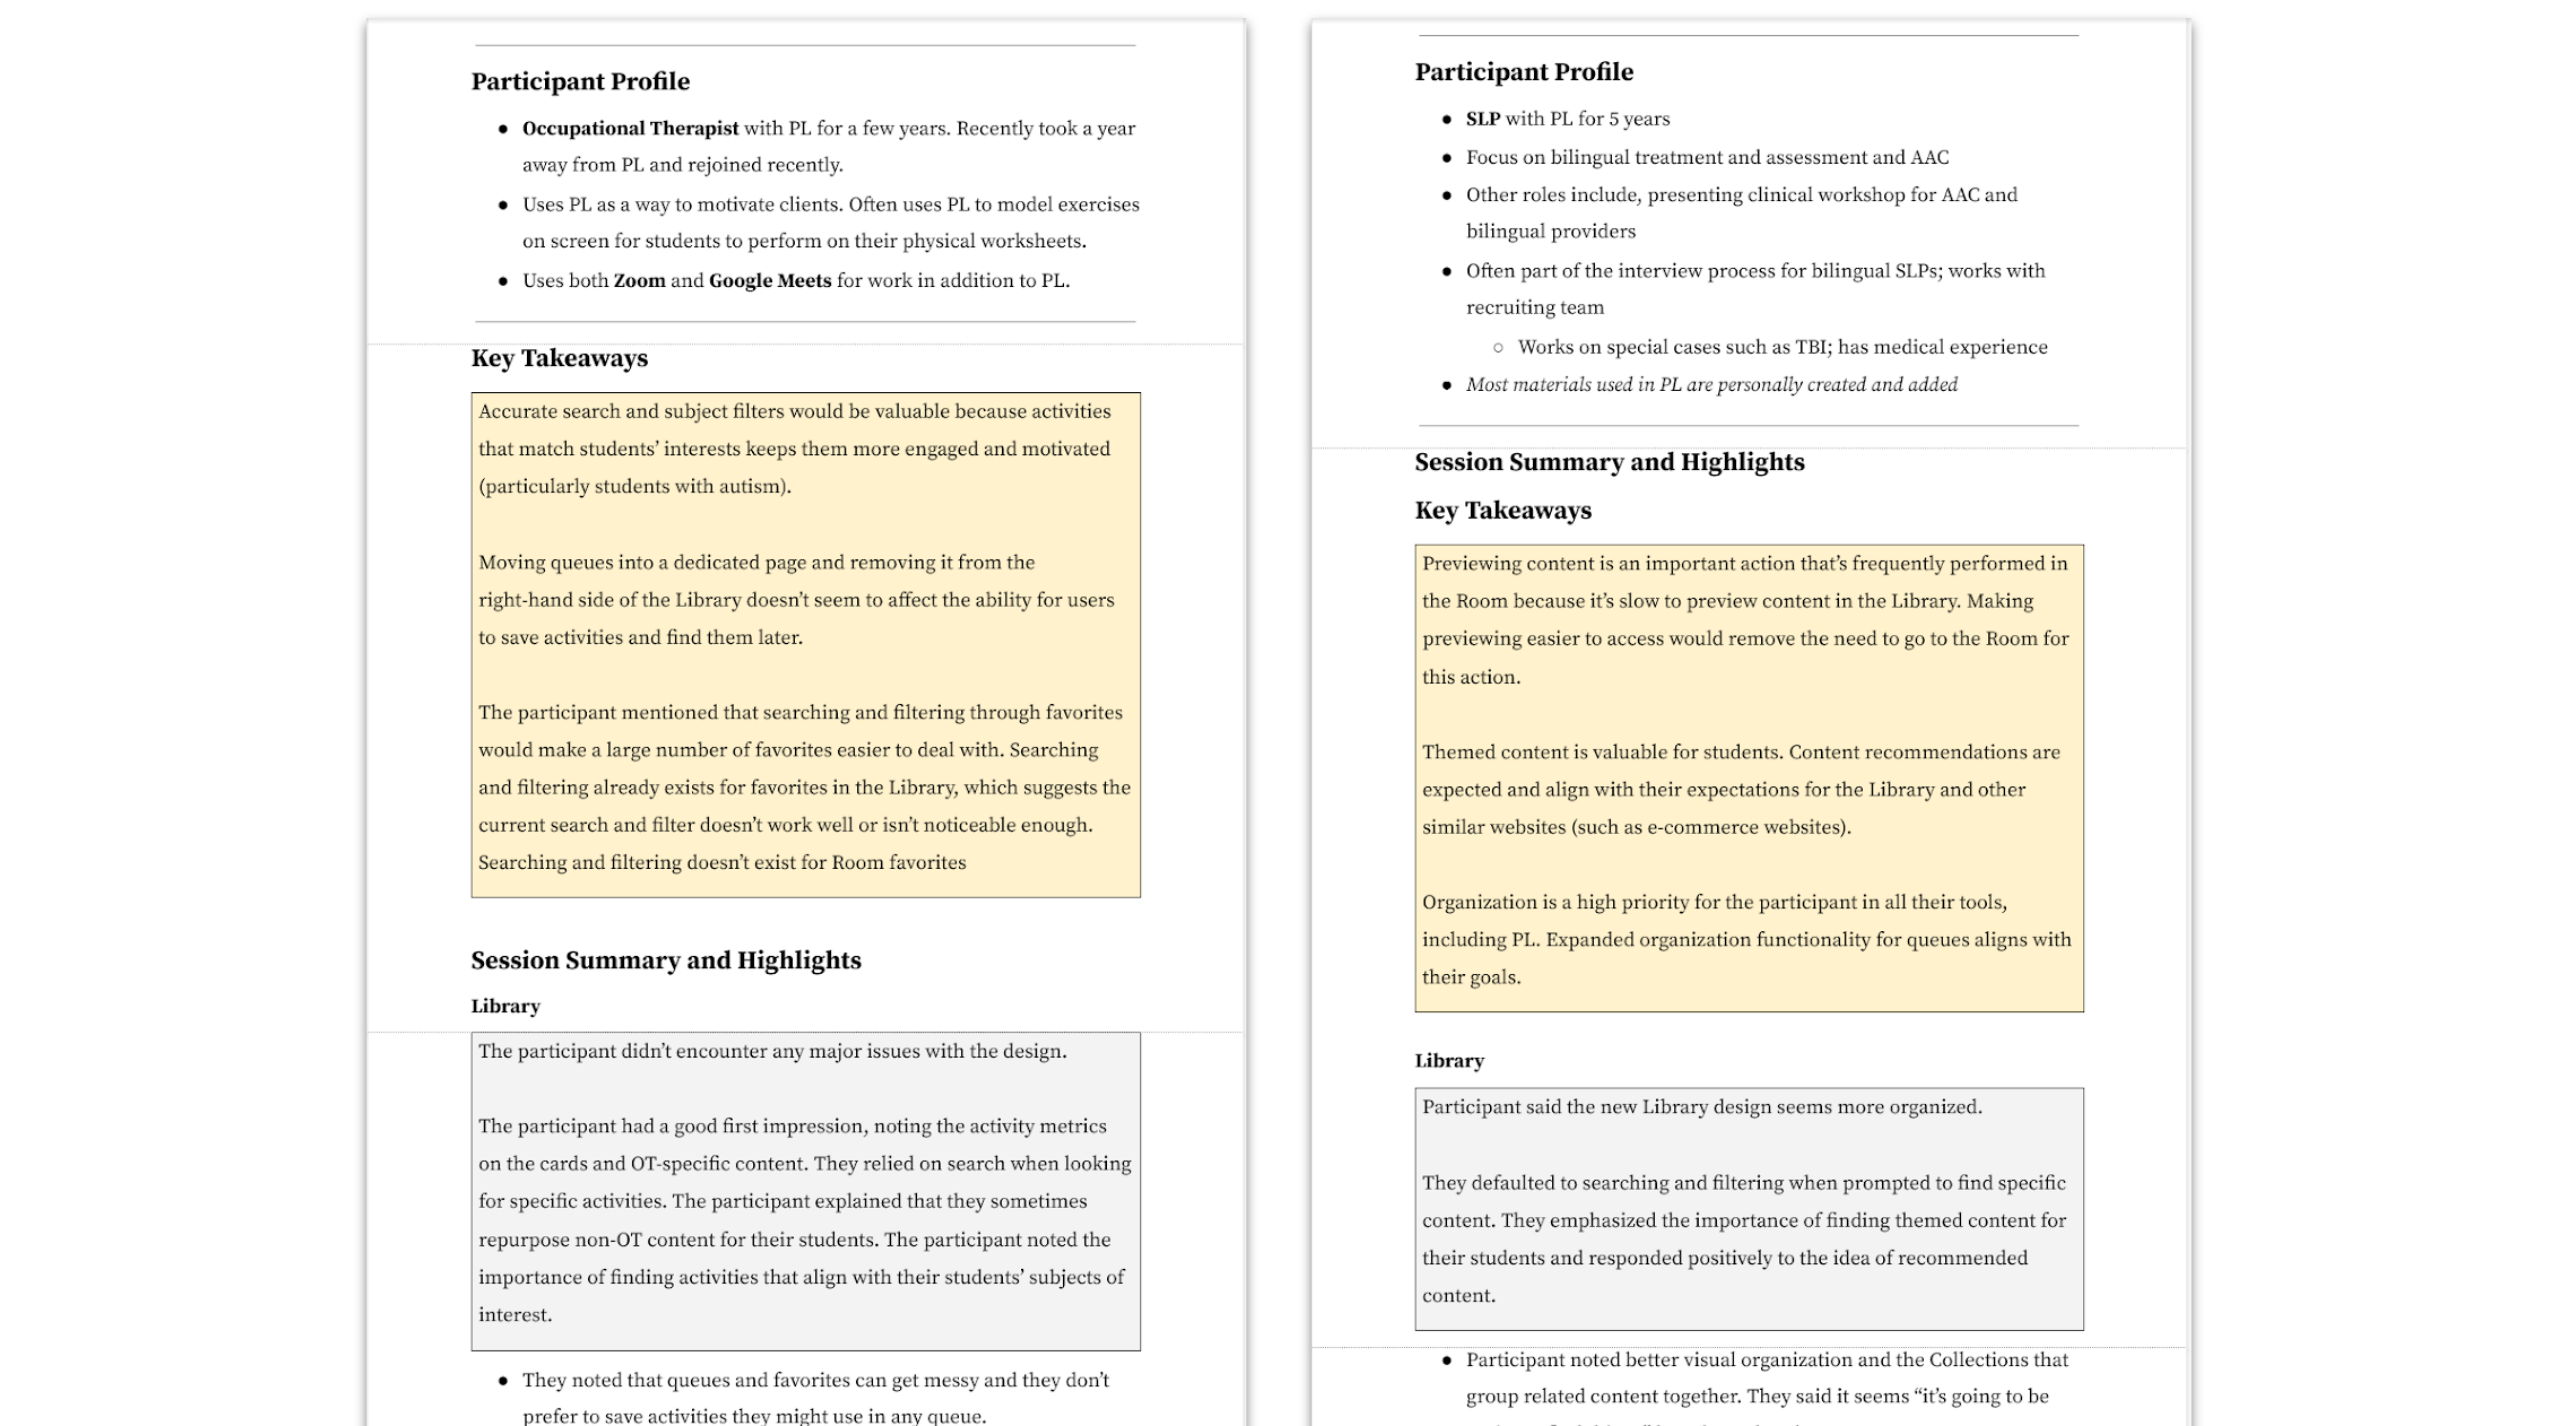 Participant Profile
● Occupational Therapist with PL for a few years. Recently took a year
away from PL and rejoined recently.
● Uses PL as a way to motivate clients. Often uses PL to model exercises
on screen for students to perform on their physical worksheets.
● Uses both Zoom and Google Meets for work in addition to PL.
Key Takeaways
Accurate search and subject filters would be valuable because activities
that match students’ interests keeps them more engaged and motivated
(particularly students with autism).
Moving queues into a dedicated page and removing it from the
right-hand side of the Library doesn’t seem to affect the ability for users
to save activities and find them later.
The participant mentioned that searching and filtering through favorites
would make a large number of favorites easier to deal with. Searching
and filtering already exists for favorites in the Library, which suggests the
current search and filter doesn’t work well or isn’t noticeable enough.
Searching and filtering doesn’t exist for Room favorites
Session Summary and Highlights
Library
The participant didn’t encounter any major issues with the design.
The participant had a good first impression, noting the activity metrics
on the cards and OT-specific content. They relied on search when looking
for specific activities. The participant explained that they sometimes
repurpose non-OT content for their students. The participant noted the
importance of finding activities that align with their students’ subjects of
interest.
● They noted that queues and favorites can get messy and they don’t
prefer to save activities they might use in any queue.
Participant Profile
● SLP with PL for 5 years
● Focus on bilingual treatment and assessment and AAC
● Other roles include, presenting clinical workshop for AAC and
bilingual providers
● Often part of the interview process for bilingual SLPs; works with
recruiting team
○ Works on special cases such as TBI; has medical experience
● Most materials used in PL are personally created and added
Session Summary and Highlights
Key Takeaways
Previewing content is an important action that’s frequently performed in
the Room because it’s slow to preview content in the Library. Making
previewing easier to access would remove the need to go to the Room for
this action.
Themed content is valuable for students. Content recommendations are
expected and align with their expectations for the Library and other
similar websites (such as e-commerce websites).
Organization is a high priority for the participant in all their tools,
including PL. Expanded organization functionality for queues aligns with
their goals.
Library
Participant said the new Library design seems more organized.
They defaulted to searching and filtering when prompted to find specific
content. They emphasized the importance of finding themed content for
their students and responded positively to the idea of recommended
content.
● Participant noted better visual organization and the Collections that
group related content together. They said it seems “it’s going to be